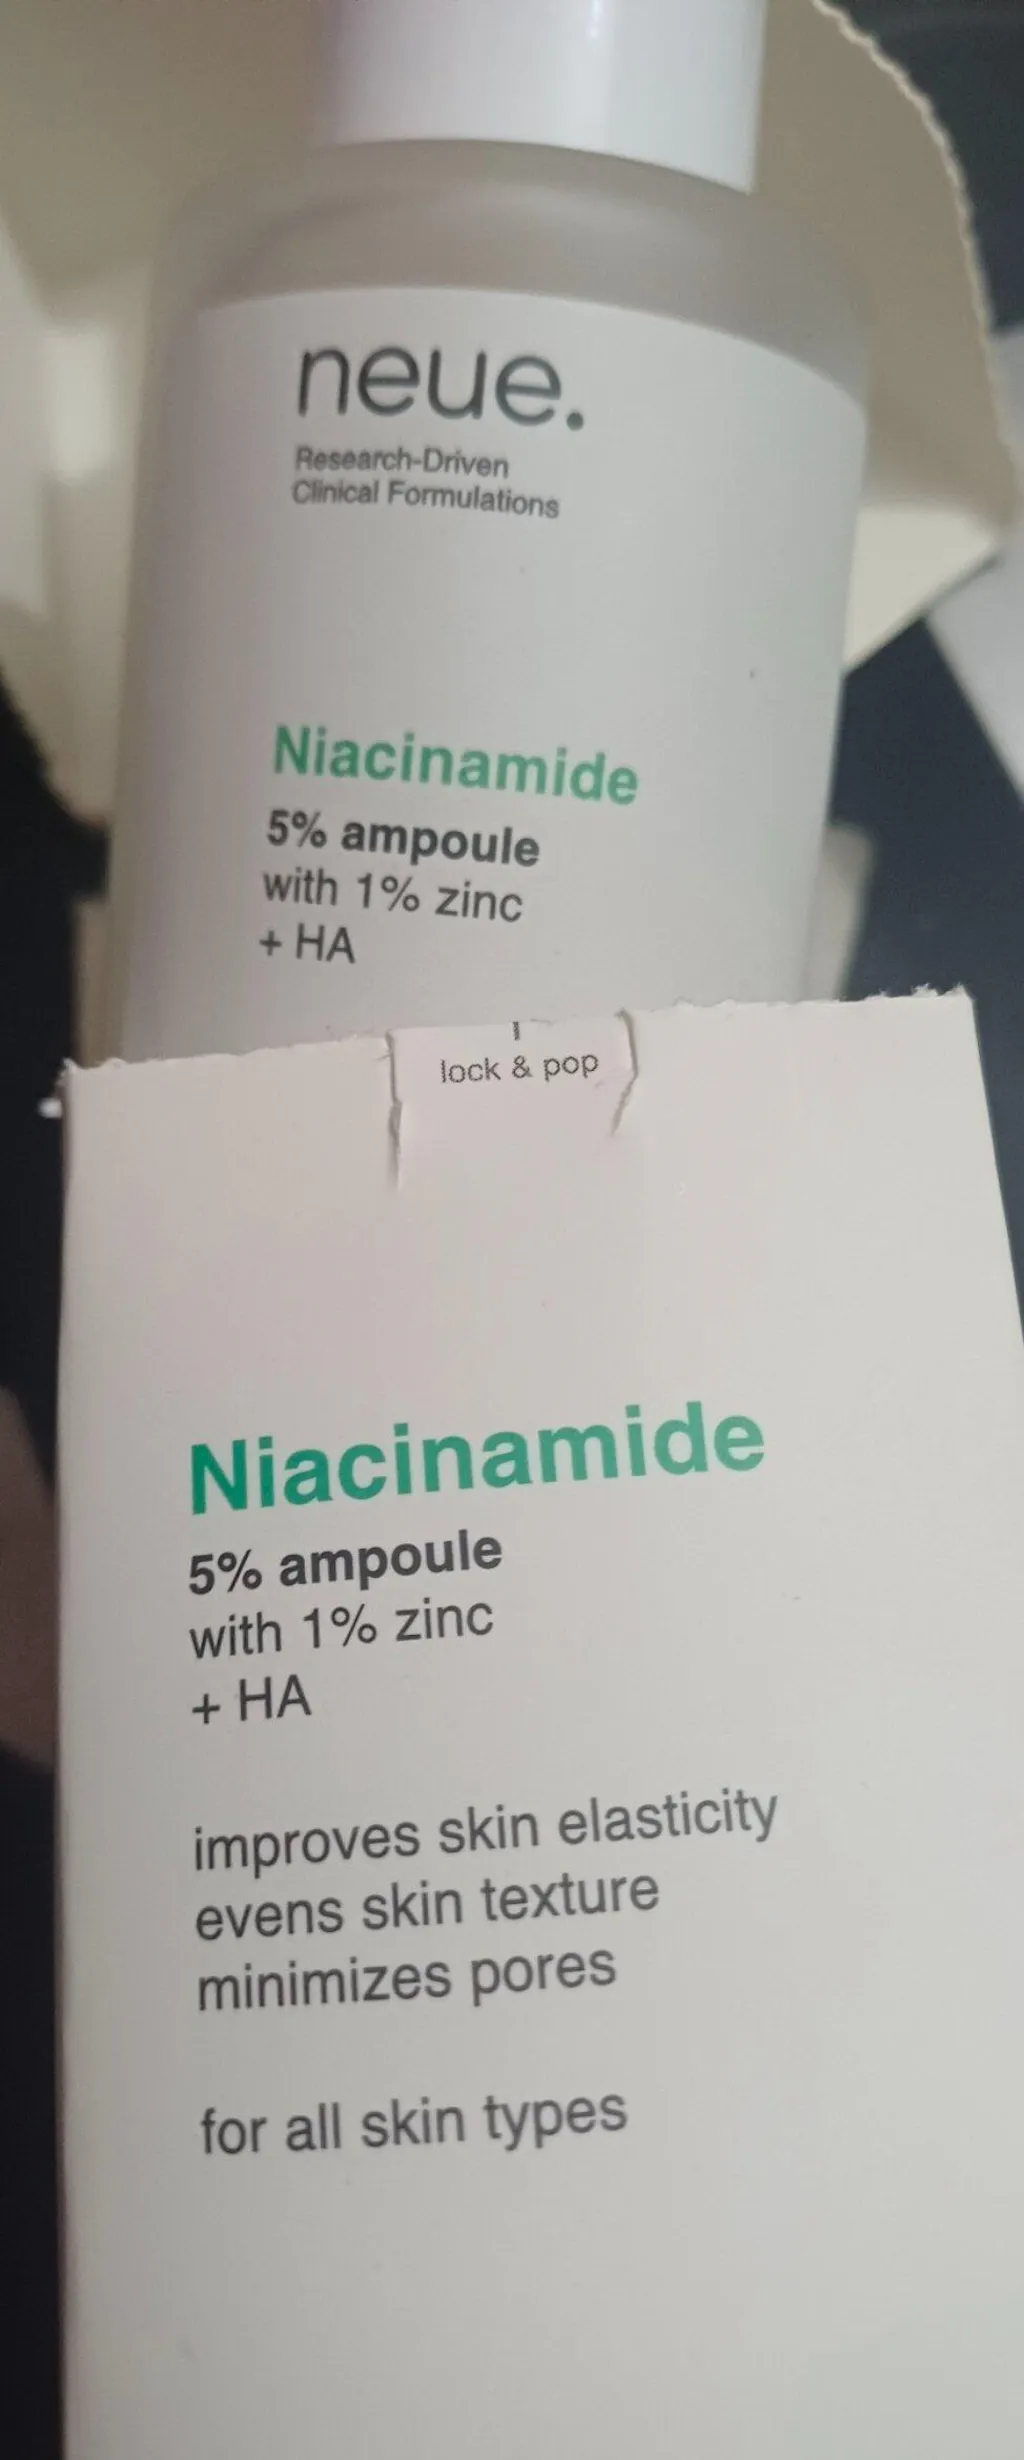 neue.
Research-Driven
Clinical Formulations
Niacinamide
5% ampoule
with 1% zinc
+ HA
lock & pop
Niacinamide
5% ampoule
with 1% zinc
+ HA
improves skin elasticity
evens skin texture
minimizes pores
for all skin types